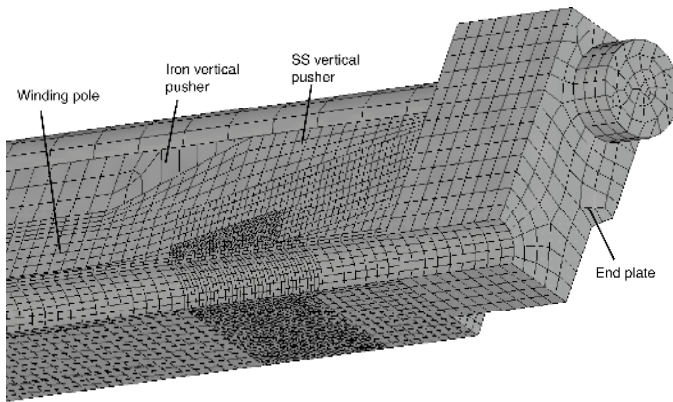 SS vertical
pusher
Iron vertical
pusher
Winding pole
End plate